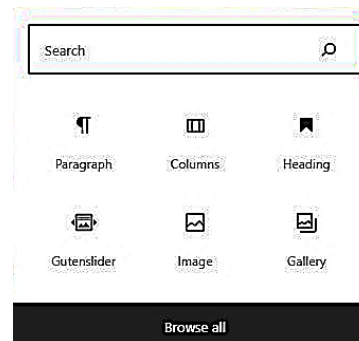 Search
Paragraph Columns Heading
Gutenslider Image Gallery
Browse all